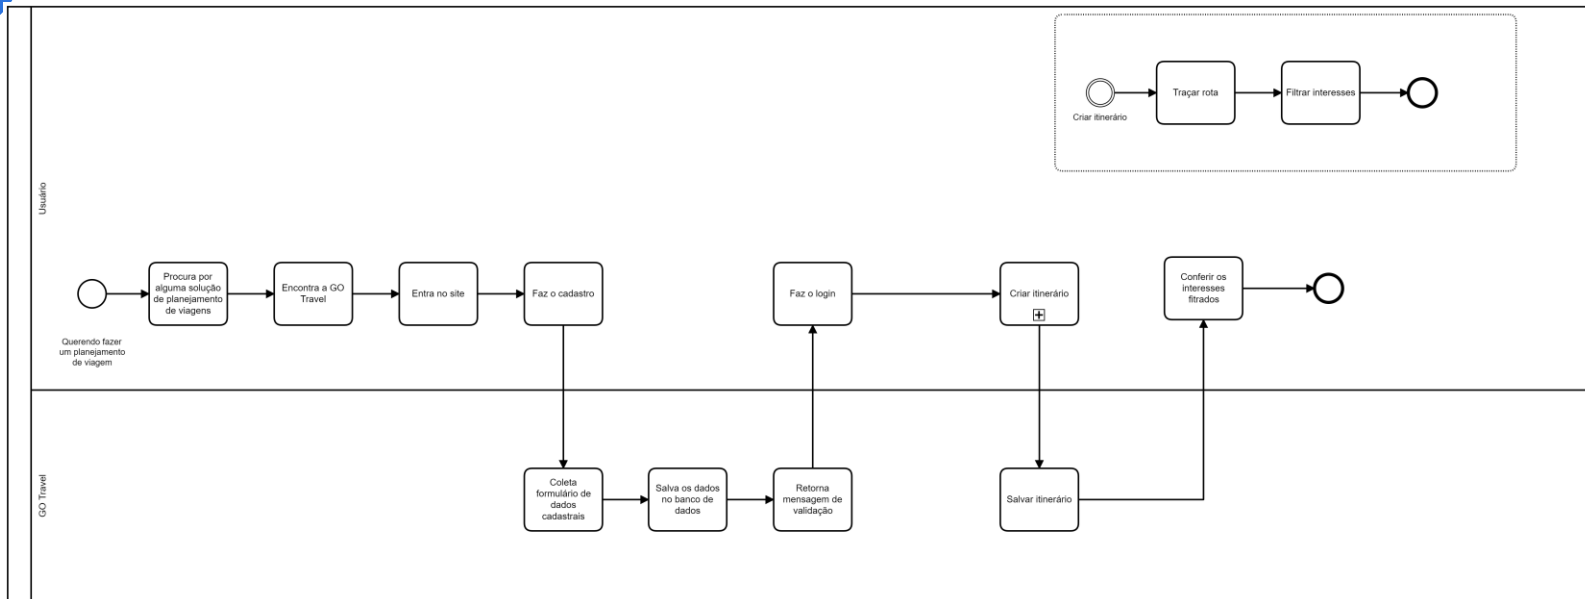 Criar itinerário
Traçar rota
Filtrar interesses
Usuário
Querendo fazer
um planejamento
de viagem
Procura por
alguma solução
de planejamento
de viagens
Encontra a GO
Travel
Entra no site
Faz o cadastro
Faz o login
Criar itinerário
Conferir os
interesses
fitrados
GO Travel
Coleta
formulário de
dados
cadastrais
Salva os dados
no banco de
dados
Retorna
mensagem de
validação
Salvar itinerário